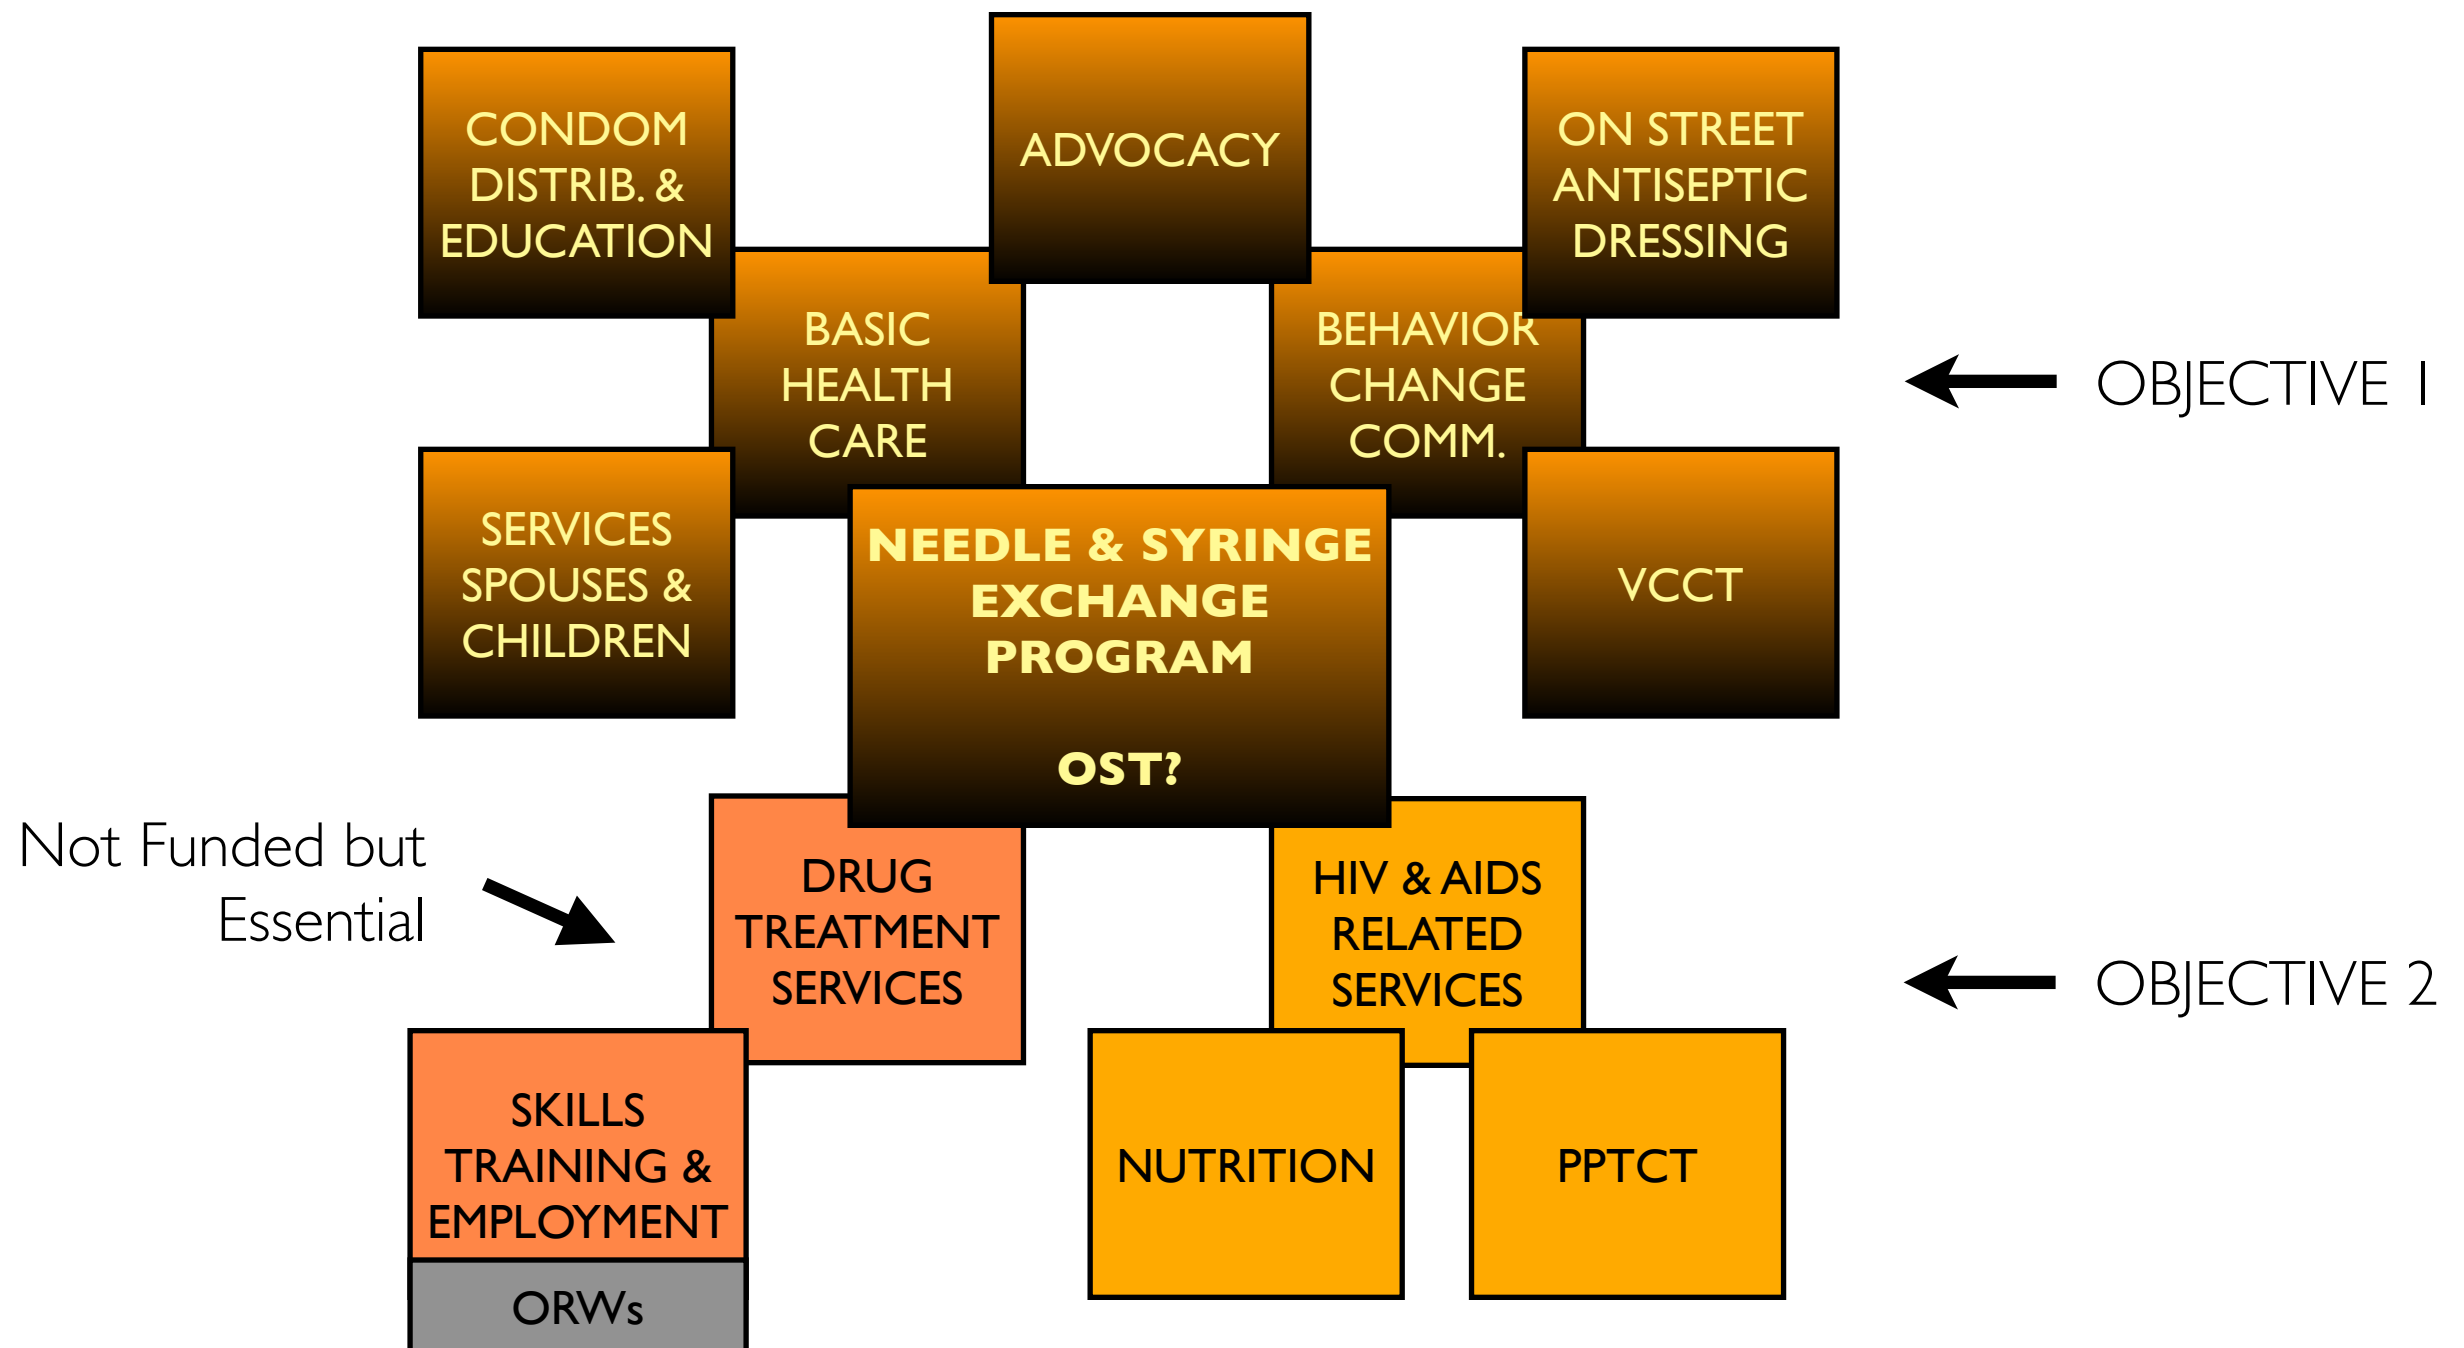 CONDOM
DISTRIB. &
EDUCATION
ADVOCACY
ON STREET
ANTISEPTIC
DRESSING
BASIC
HEALTH
CARE
BEHAVIOR
CHANGE
COMM.
OBJECTIVE 1
SERVICES
SPOUSES &
CHILDREN
NEEDLE & SYRINGE
EXCHANGE
PROGRAM
OST?
VCCT
Not Funded but
Essential
DRUG
TREATMENT
SERVICES
HIV & AIDS
RELATED
SERVICES
OBJECTIVE 2
SKILLS
TRAINING &
EMPLOYMENT
ORWs
NUTRITION
PPTCT